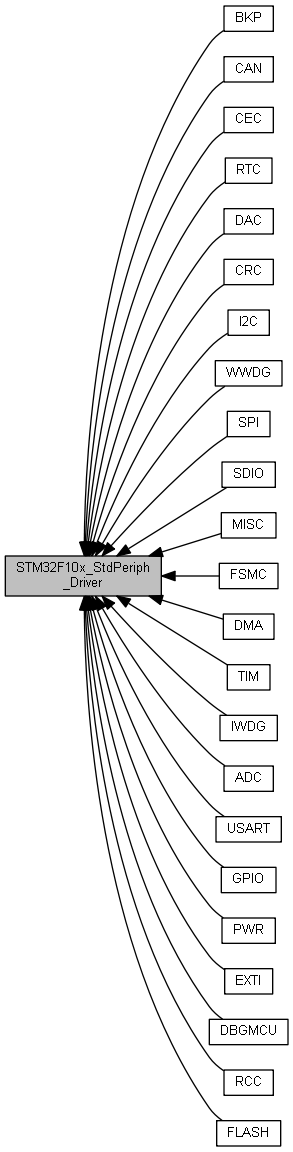 BKP
CAN
CEC
RTC
DAC
CRC
I2C
WWDG
SPI
SDIO
MISC
STM32F10x_StdPeriph
_Driver
FSMC
DMA
TIM
IWDG
ADC
USART
GPIO
PWR
EXTI
DBGMCU
RCC
FLASH